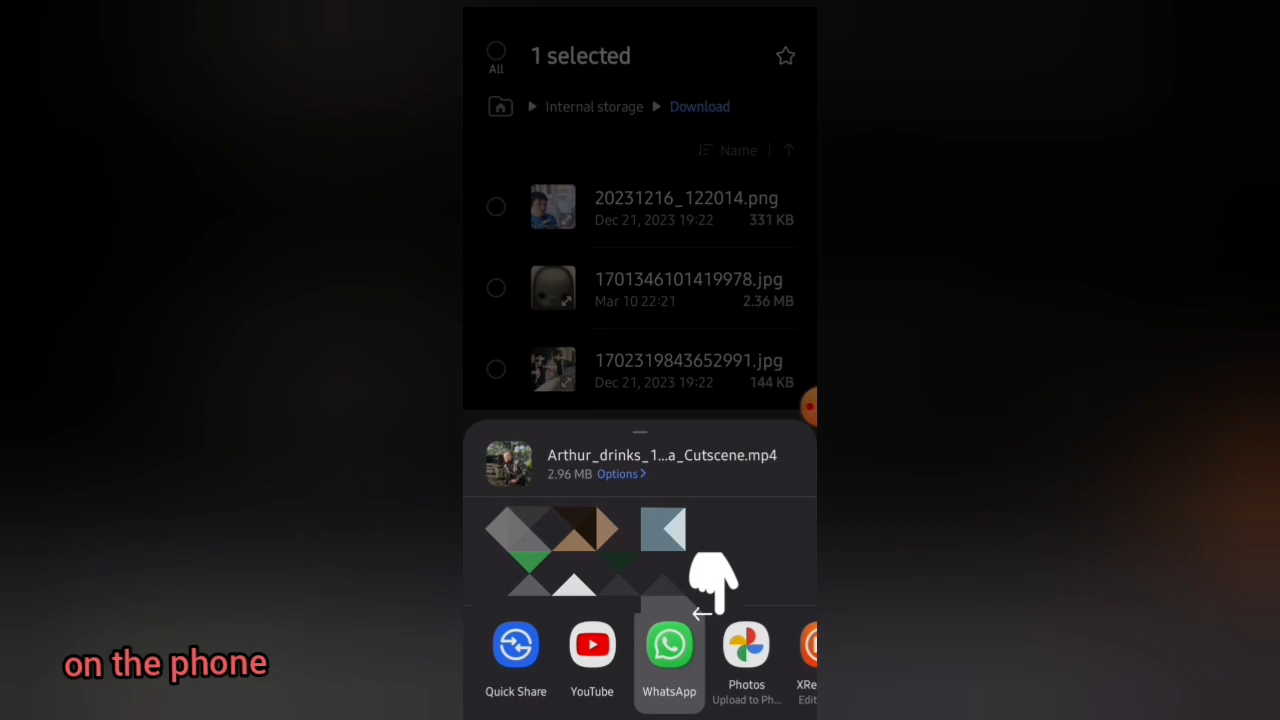 1 selected
All
Internal storage
Download
Name
20231216_122014.png
Dec 21, 2023 19:22
331 KB
1701346101419978.jpg
Mar 10 22:21
2.36 MB
1702319843652991.jpg
Dec 21, 2023 19:22
144 KB
Arthur_drinks_1...a_Cutscene.mp4
2.96 MB Options
Quick Share
YouTube
WhatsApp
Photos
Upload to Ph...
XRe
Edit
on the phone